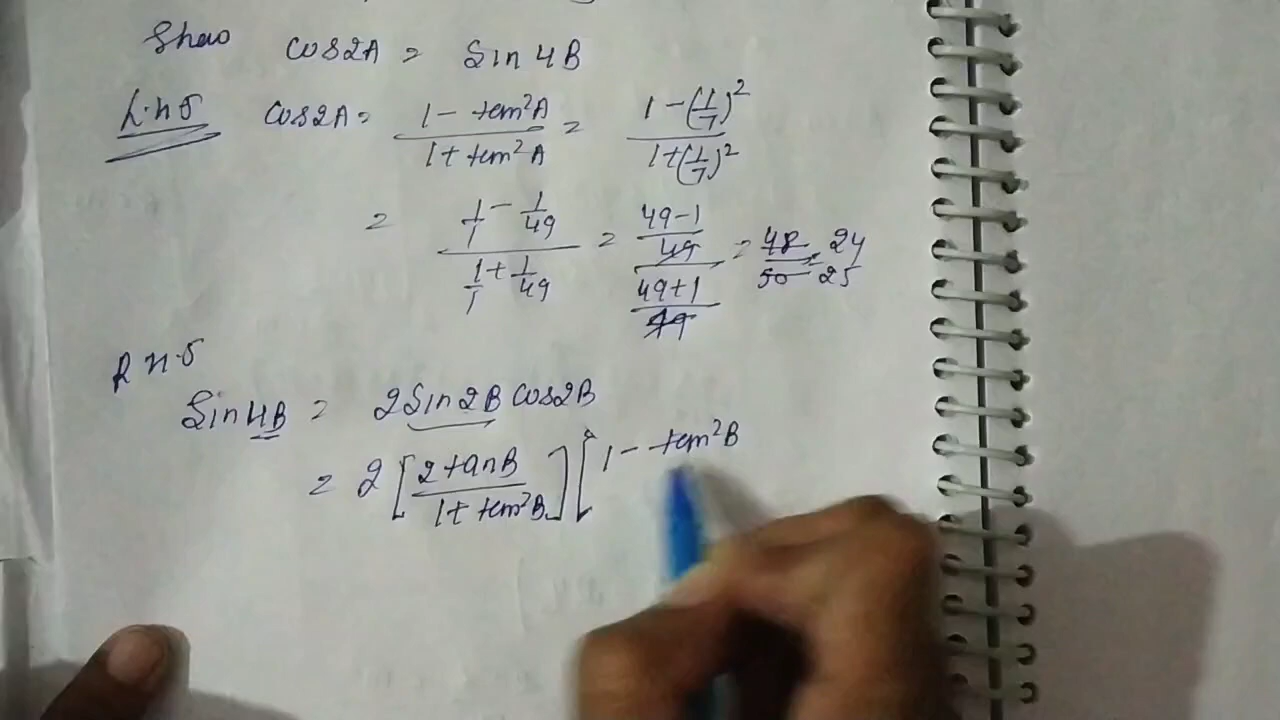 Show cos2A = Sin4B
L.H.S cos2A = 1 - tan²A / 1 + tan²A = 1 - (1/7)² / 1 + (1/7)²
= 1/1 - 1/49 / 1/1 + 1/49 = 49-1 / 49 / 49+1 / 49 = 48/50 = 24/25
R.H.S
Sin4B = 2Sin2B cos2B
= 2 [2tanB / 1 + tan²B] [1 - tan²B